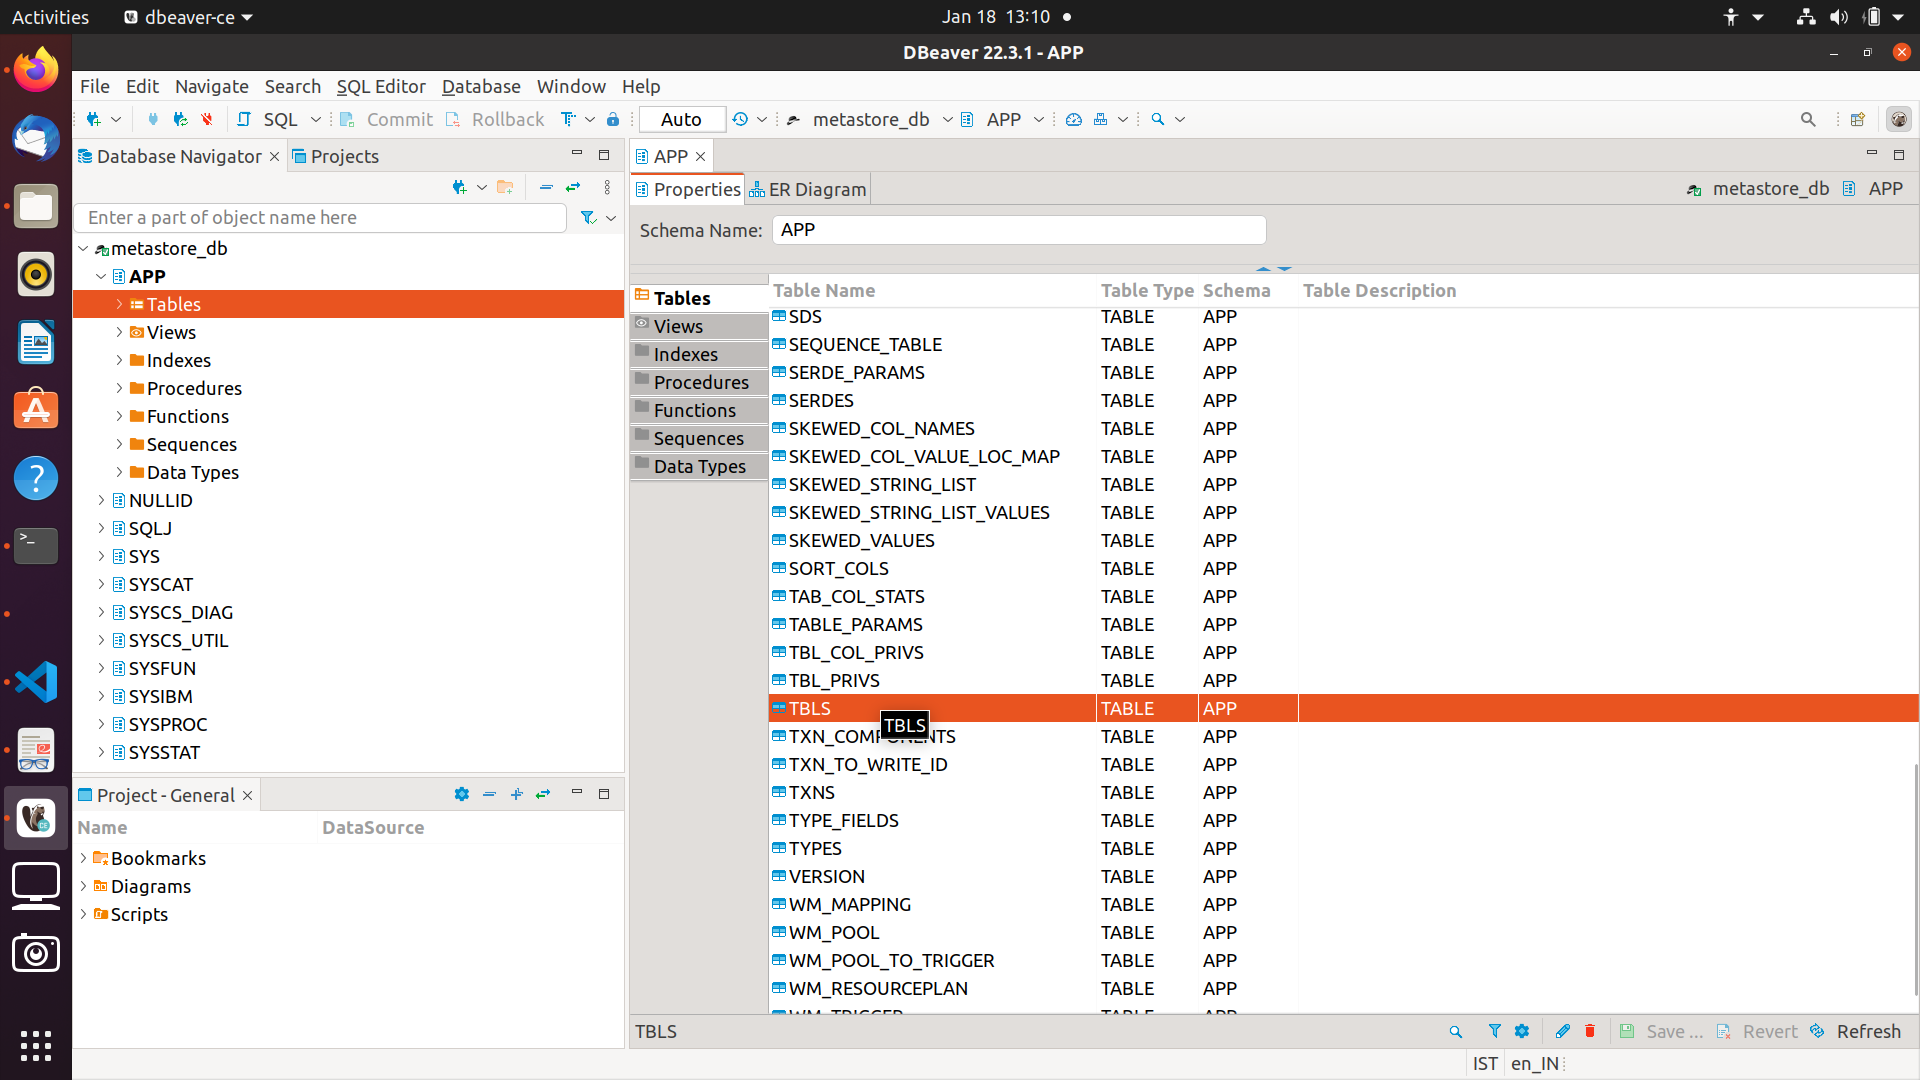 Activities
dbeaver-ce
Jan 18 13:10
DBeaver 22.3.1 - APP
File Edit Navigate Search SQL Editor Database Window Help
SQL Commit Rollback Auto metastore_db APP
Database Navigator Projects
Enter a part of object name here
metastore_db
APP
Tables
Views
Indexes
Procedures
Functions
Sequences
Data Types
NULLID
SQLJ
SYS
SYSCAT
SYSCS_DIAG
SYSCS_UTIL
SYSFUN
SYSIBM
SYSPROC
SYSSTAT
Project - General
Name DataSource
Bookmarks
Diagrams
Scripts
APP
Properties ER Diagram metastore_db APP
Schema Name: APP
Tables
Views
Indexes
Procedures
Functions
Sequences
Data Types
Table Name Table Type Schema Table Description
SDS TABLE APP
SEQUENCE_TABLE TABLE APP
SERDE_PARAMS TABLE APP
SERDES TABLE APP
SKEWED_COL_NAMES TABLE APP
SKEWED_COL_VALUE_LOC_MAP TABLE APP
SKEWED_STRING_LIST TABLE APP
SKEWED_STRING_LIST_VALUES TABLE APP
SKEWED_VALUES TABLE APP
SORT_COLS TABLE APP
TAB_COL_STATS TABLE APP
TABLE_PARAMS TABLE APP
TBL_COL_PRIVS TABLE APP
TBL_PRIVS TABLE APP
TBLS TABLE APP
TBLS
TXN_COMPONENTS TABLE APP
TXN_TO_WRITE_ID TABLE APP
TXNS TABLE APP
TYPE_FIELDS TABLE APP
TYPES TABLE APP
VERSION TABLE APP
WM_MAPPING TABLE APP
WM_POOL TABLE APP
WM_POOL_TO_TRIGGER TABLE APP
WM_RESOURCEPLAN TABLE APP
WM_TRIGGER TABLE APP
TBLS Save ... Revert Refresh
IST en_IN